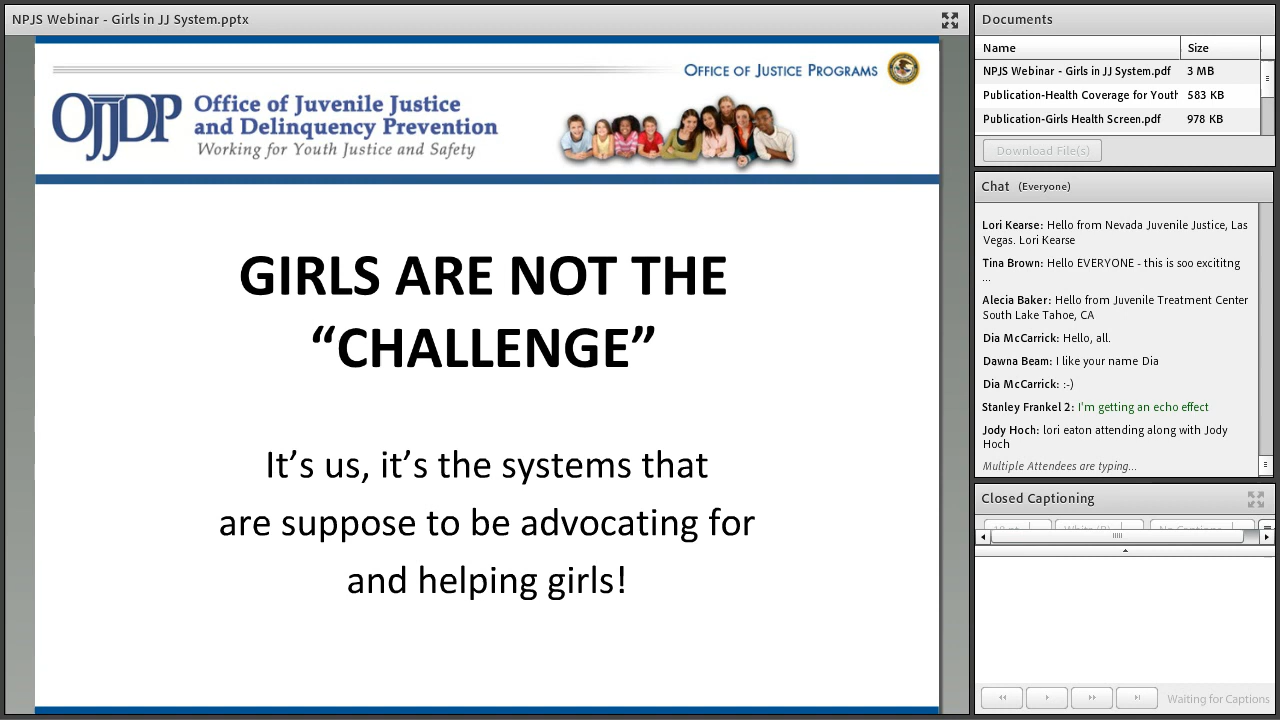 NPJS Webinar - Girls in JJ System.pptx
OFFICE OF JUSTICE PROGRAMS
OJJDP
Office of Juvenile Justice
and Delinquency Prevention
Working for Youth Justice and Safety
GIRLS ARE NOT THE
“CHALLENGE”
It’s us, it’s the systems that
are suppose to be advocating for
and helping girls!
Documents
Name Size
NPJS Webinar - Girls in JJ System.pdf 3 MB
Publication-Health Coverage for Youth 583 KB
Publication-Girls Health Screen.pdf 978 KB
Download File(s)
Chat (Everyone)
Lori Kearse: Hello from Nevada Juvenile Justice, Las
Vegas. Lori Kearse
Tina Brown: Hello EVERYONE - this is soo excititng
...
Alecia Baker: Hello from Juvenile Treatment Center
South Lake Tahoe, CA
Dia McCarrick: Hello, all.
Dawna Beam: I like your name Dia
Dia McCarrick: :-)
Stanley Frankel 2: I'm getting an echo effect
Jody Hoch: lori eaton attending along with Jody
Hoch
Multiple Attendees are typing...
Closed Captioning
Waiting for Captions